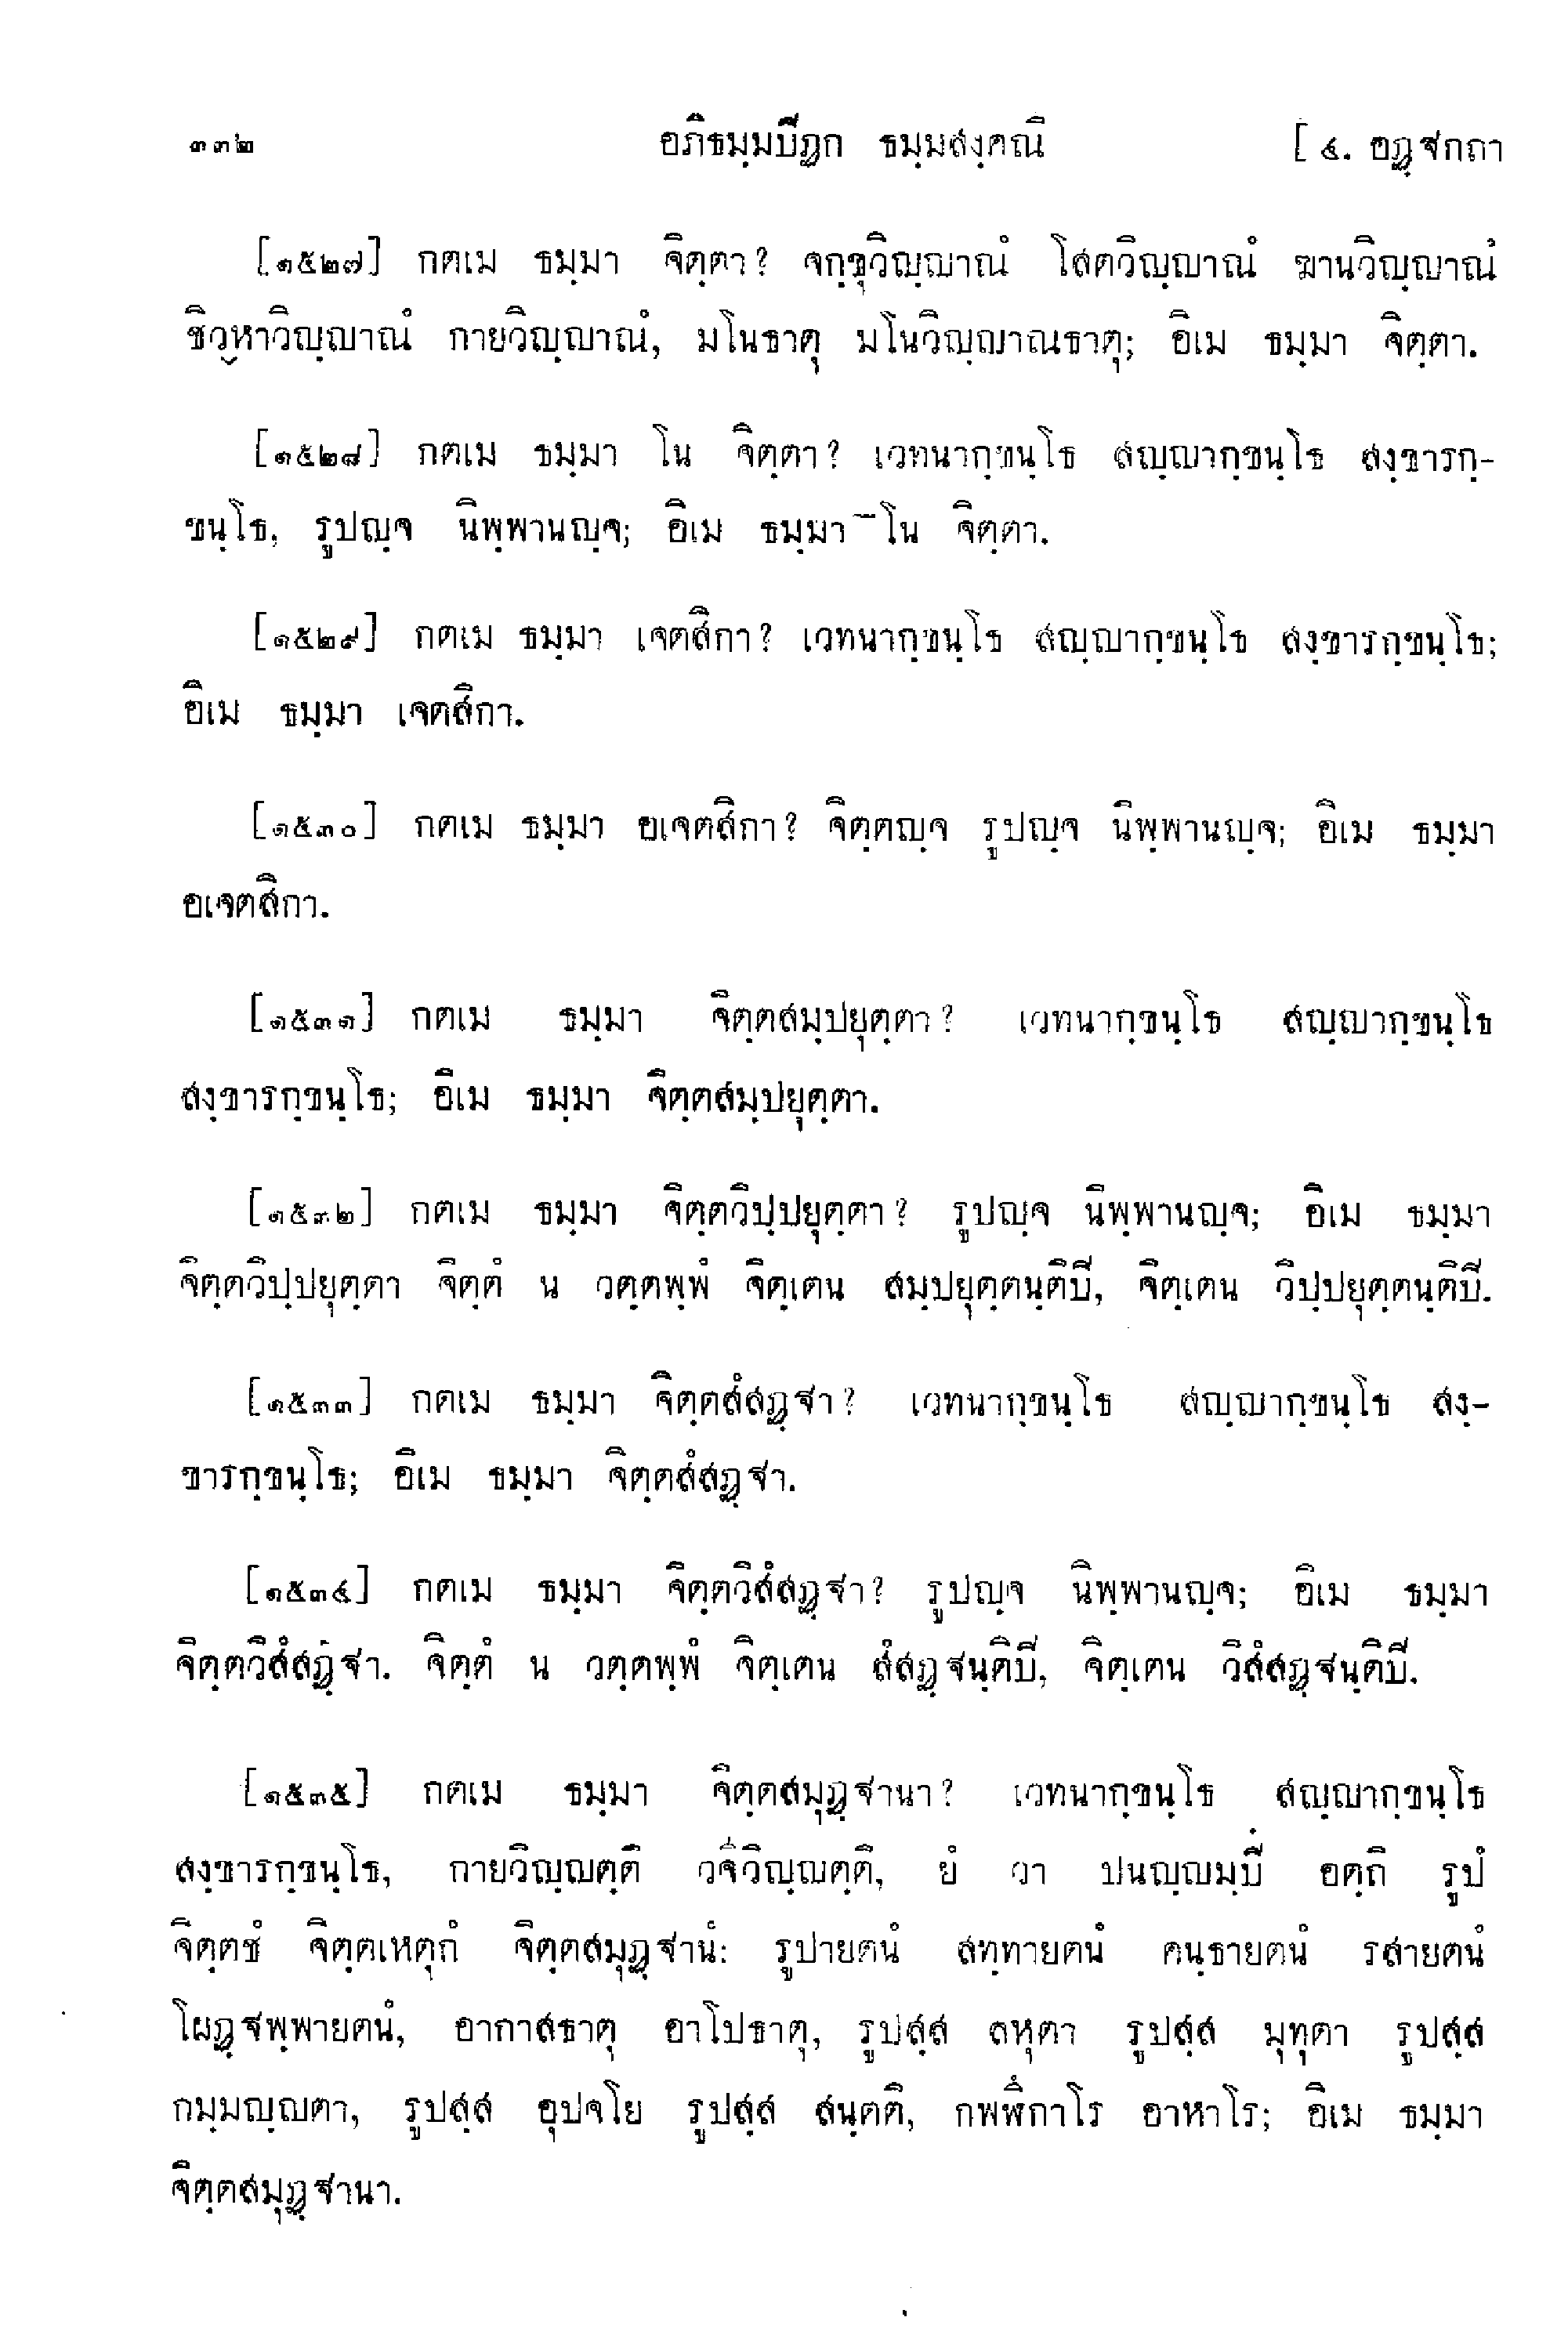 ๓๓๒ อภิธมฺมปีฏก ธมฺมสงฺคณี [ ๔. อฏฺฐกถา
[๑๕๒๗] กตเม ธมฺมา จิตฺตา? จกฺขุวิญฺญาณํ โสตวิญฺญาณํ ฆานวิญฺญาณํ
ชิวฺหาวิญฺญาณํ กายวิญฺญาณํ, มโนธาตุ มโนวิญฺญาณธาตุ; อิเม ธมฺมา จิตฺตา.
[๑๕๒๘] กตเม ธมฺมา โน จิตฺตา? เวทนากฺขนฺโธ สญฺญากฺขนฺโธ สงฺขารกฺ-
ขนฺโธ, รูปญฺจ นิพฺพานญฺจ; อิเม ธมฺมา โน จิตฺตา.
[๑๕๒๙] กตเม ธมฺมา เจตสิกา? เวทนากฺขนฺโธ สญฺญากฺขนฺโธ สงฺขารกฺขนฺโธ;
อิเม ธมฺมา เจตสิกา.
[๑๕๓๐] กตเม ธมฺมา อเจตสิกา? จิตฺตญฺจ รูปญฺจ นิพฺพานญฺจ; อิเม ธมฺมา
อเจตสิกา.
[๑๕๓๑] กตเม ธมฺมา จิตฺตสมฺปยุตฺตา? เวทนากฺขนฺโธ สญฺญากฺขนฺโธ
สงฺขารกฺขนฺโธ; อิเม ธมฺมา จิตฺตสมฺปยุตฺตา.
[๑๕๓๒] กตเม ธมฺมา จิตฺตวิปฺปยุตฺตา? รูปญฺจ นิพฺพานญฺจ; อิเม ธมฺมา
จิตฺตวิปฺปยุตฺตา จิตฺตํ น วตฺตพฺพํ จิตฺเตน สมฺปยุตฺตนฺติปี, จิตฺเตน วิปฺปยุตฺตนฺติปี.
[๑๕๓๓] กตเม ธมฺมา จิตฺตสํสฏฺฐา? เวทนากฺขนฺโธ สญฺญากฺขนฺโธ สงฺ-
ขารกฺขนฺโธ; อิเม ธมฺมา จิตฺตสํสฏฺฐา.
[๑๕๓๔] กตเม ธมฺมา จิตฺตวิสํสฏฺฐา? รูปญฺจ นิพฺพานญฺจ; อิเม ธมฺมา
จิตฺตวิสํสฏฺฐา. จิตฺตํ น วตฺตพฺพํ จิตฺเตน สํสฏฺฐนฺติปี, จิตฺเตน วิสํสฏฺฐนฺติปี.
[๑๕๓๕] กตเม ธมฺมา จิตฺตสมุฏฺฐานา? เวทนากฺขนฺโธ สญฺญากฺขนฺโธ
สงฺขารกฺขนฺโธ, กายวิญฺญตฺติ วจีวิญฺญตฺติ, ยํ วา ปนญฺญมฺปี อตฺถิ รูปํ
จิตฺตชํ จิตฺตเหตุกํ จิตฺตสมุฏฺฐานํ: รูปายตนํ สทฺทายตนํ คนฺธายตนํ รสายตนํ
โผฏฺฐพฺพายตนํ, อากาสธาตุ อาโปธาตุ, รูปสฺส ลหุตา รูปสฺส มุทุตา รูปสฺส
กมฺมญฺญตา, รูปสฺส อุปจโย รูปสฺส สนฺตติ, กพฬิํกาโร อาหาโร; อิเม ธมฺมา
จิตฺตสมุฏฺฐานา.